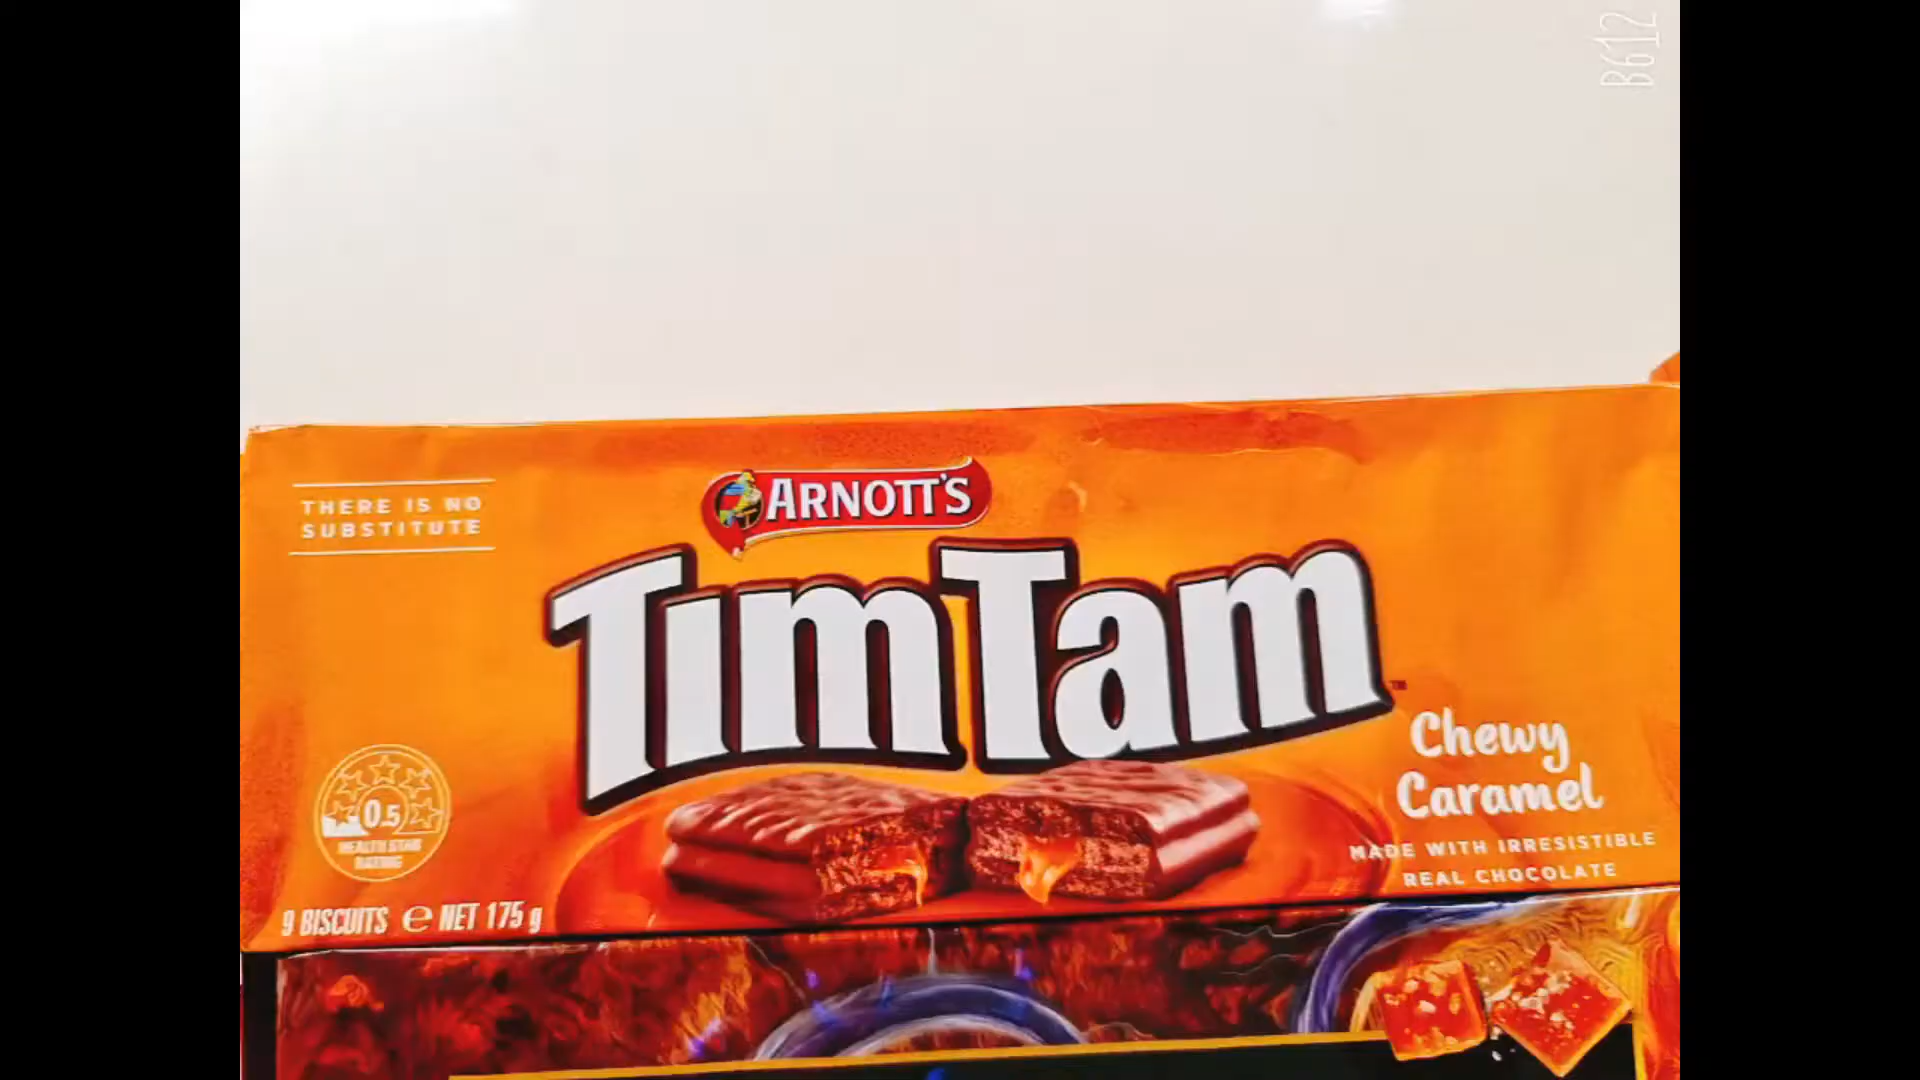 B612
THERE IS NO
SUBSTITUTE
ARNOTT'S
TimTam
TM
Chewy
Caramel
MADE WITH IRRESISTIBLE
REAL CHOCOLATE
0.5
HEALTH STAR
RATING
9 BISCUITS e NET 175 g